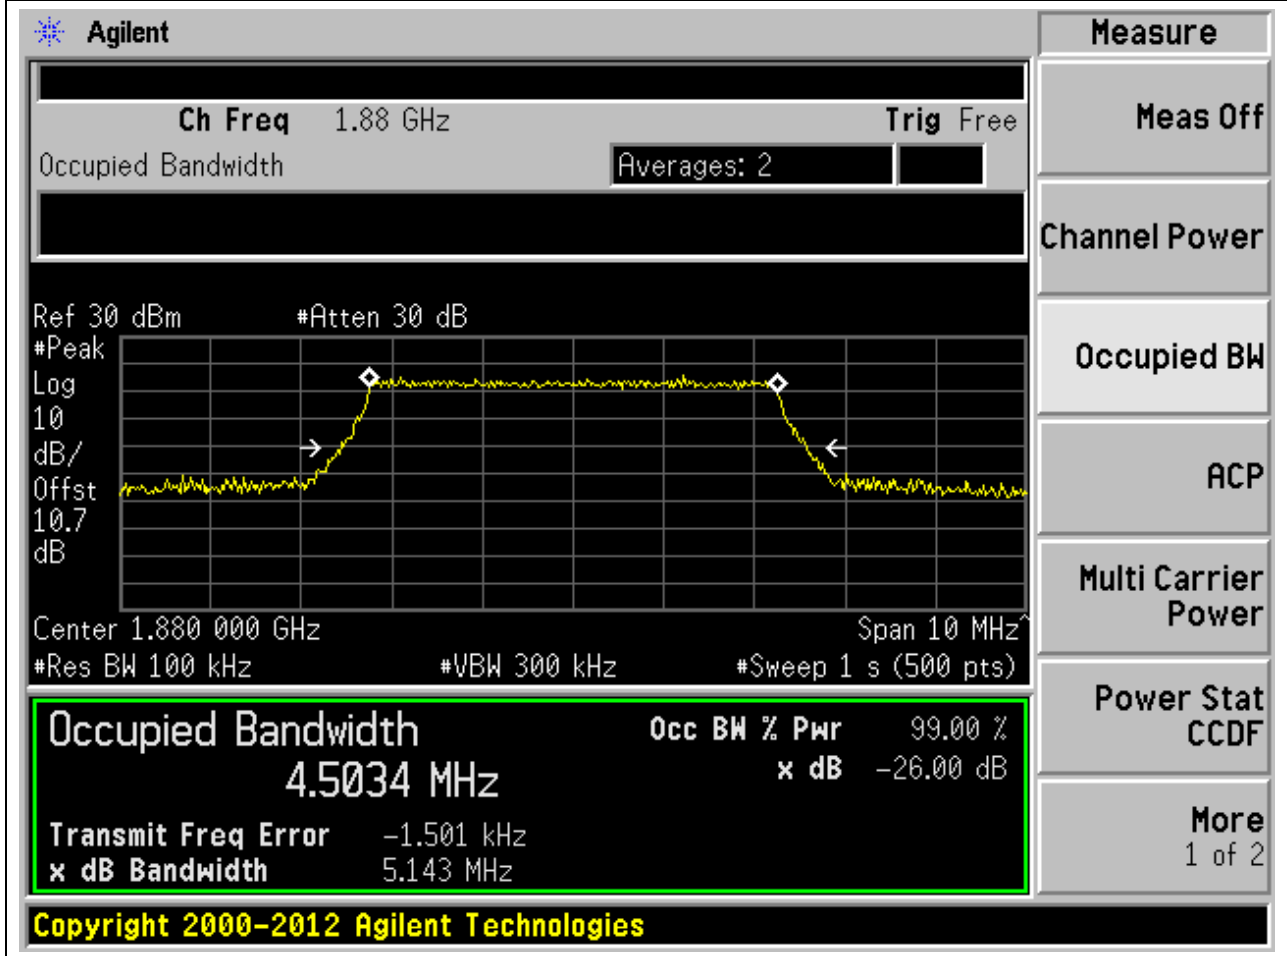 Agilent
Measure
Ch Freq 1.88 GHz Trig Free
Occupied Bandwidth Averages: 2
Meas Off
Channel Power
Occupied BW
ACP
Multi Carrier
Power
Power Stat
CCDF
More
1 of 2
Ref 30 dBm #Atten 30 dB
#Peak
Log
10
dB/
Offst
10.7
dB
Center 1.880 000 GHz Span 10 MHz^
#Res BW 100 kHz #VBW 300 kHz #Sweep 1 s (500 pts)
Occupied Bandwidth Occ BW % Pwr 99.00 %
4.5034 MHz x dB -26.00 dB
Transmit Freq Error -1.501 kHz
x dB Bandwidth 5.143 MHz
Copyright 2000-2012 Agilent Technologies